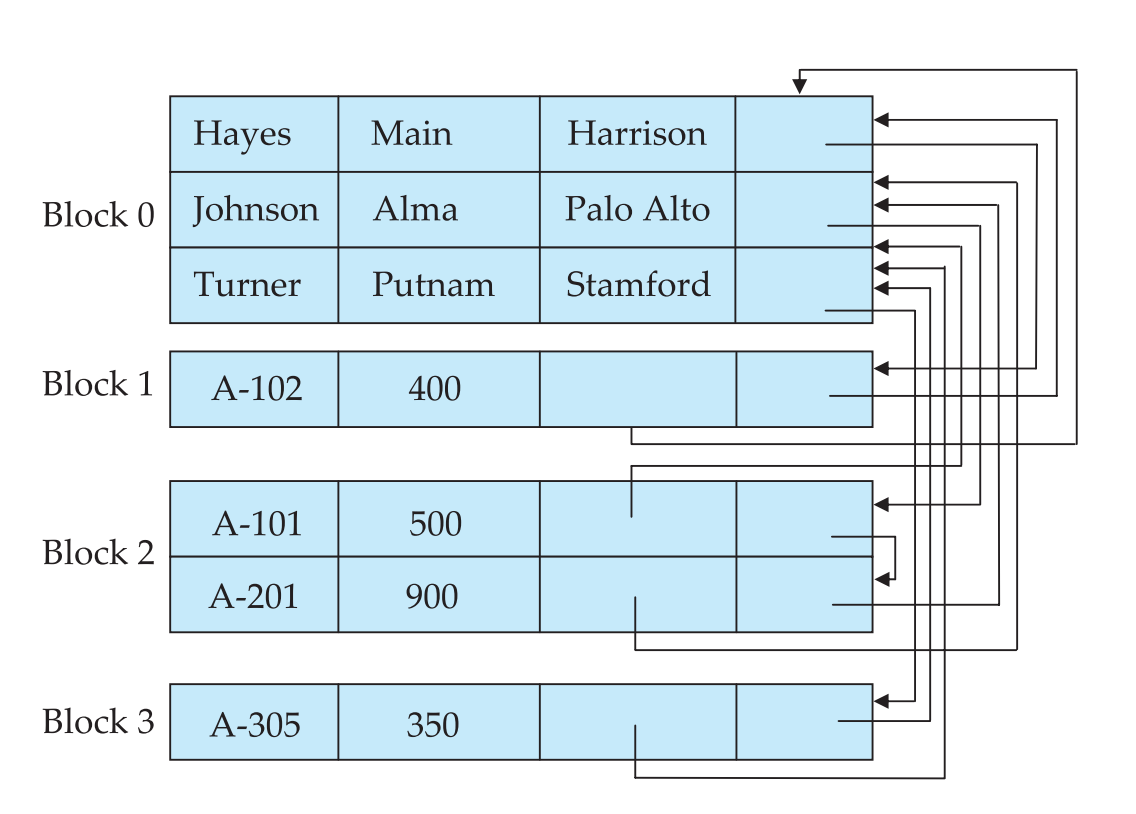 Hayes Main Harrison
Block 0 Johnson Alma Palo Alto
Turner Putnam Stamford
Block 1 A-102 400
A-101 500
Block 2
A-201 900
Block 3 A-305 350